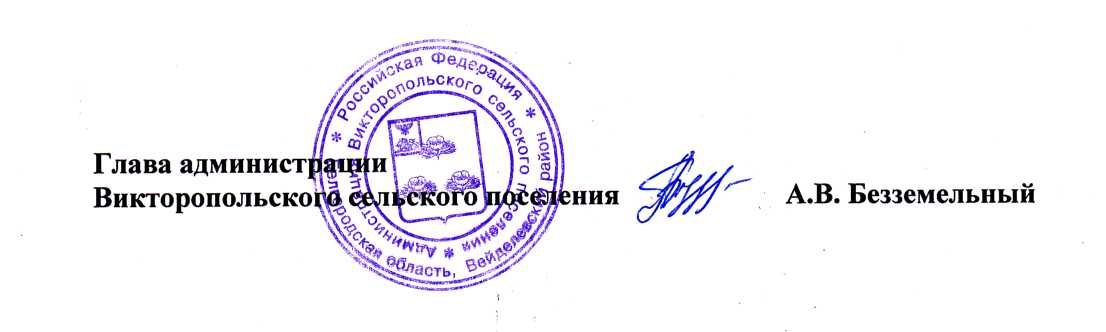 Глава администрации
Викторопольского сельского поселения
А.В. Безземельный
* Российская Федерация * Белгородская область, Вейделевский район
* Администрация Викторопольского сельского поселения